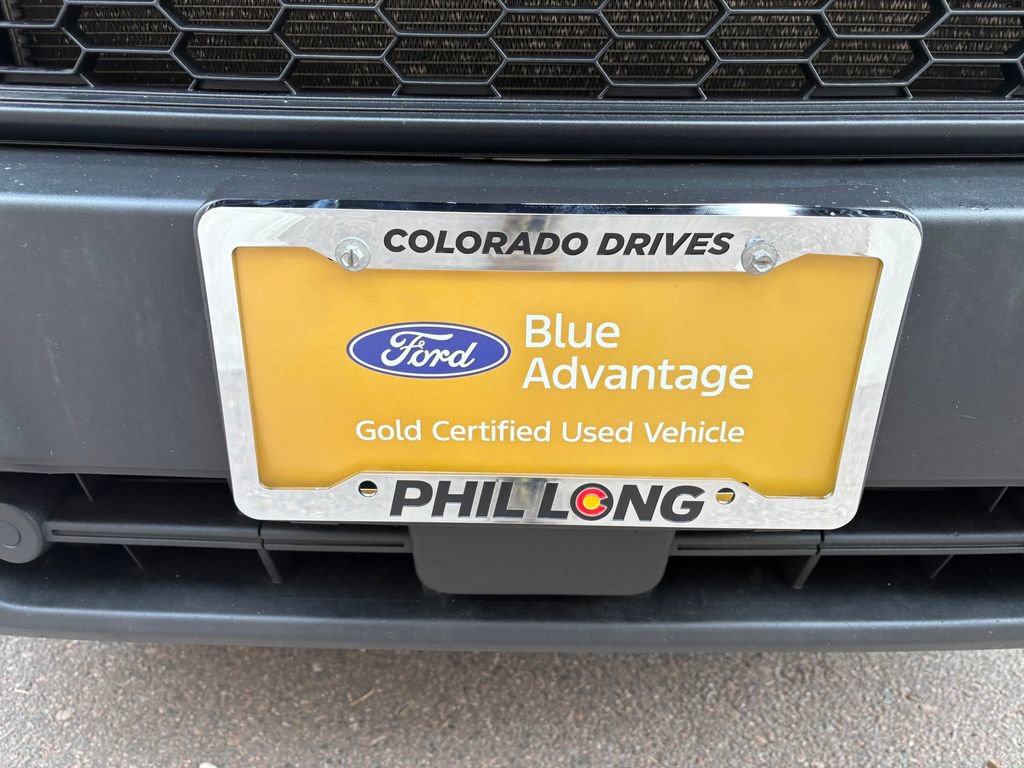 COLORADO DRIVES
Ford
Blue
Advantage
Gold Certified Used Vehicle
PHIL LONG